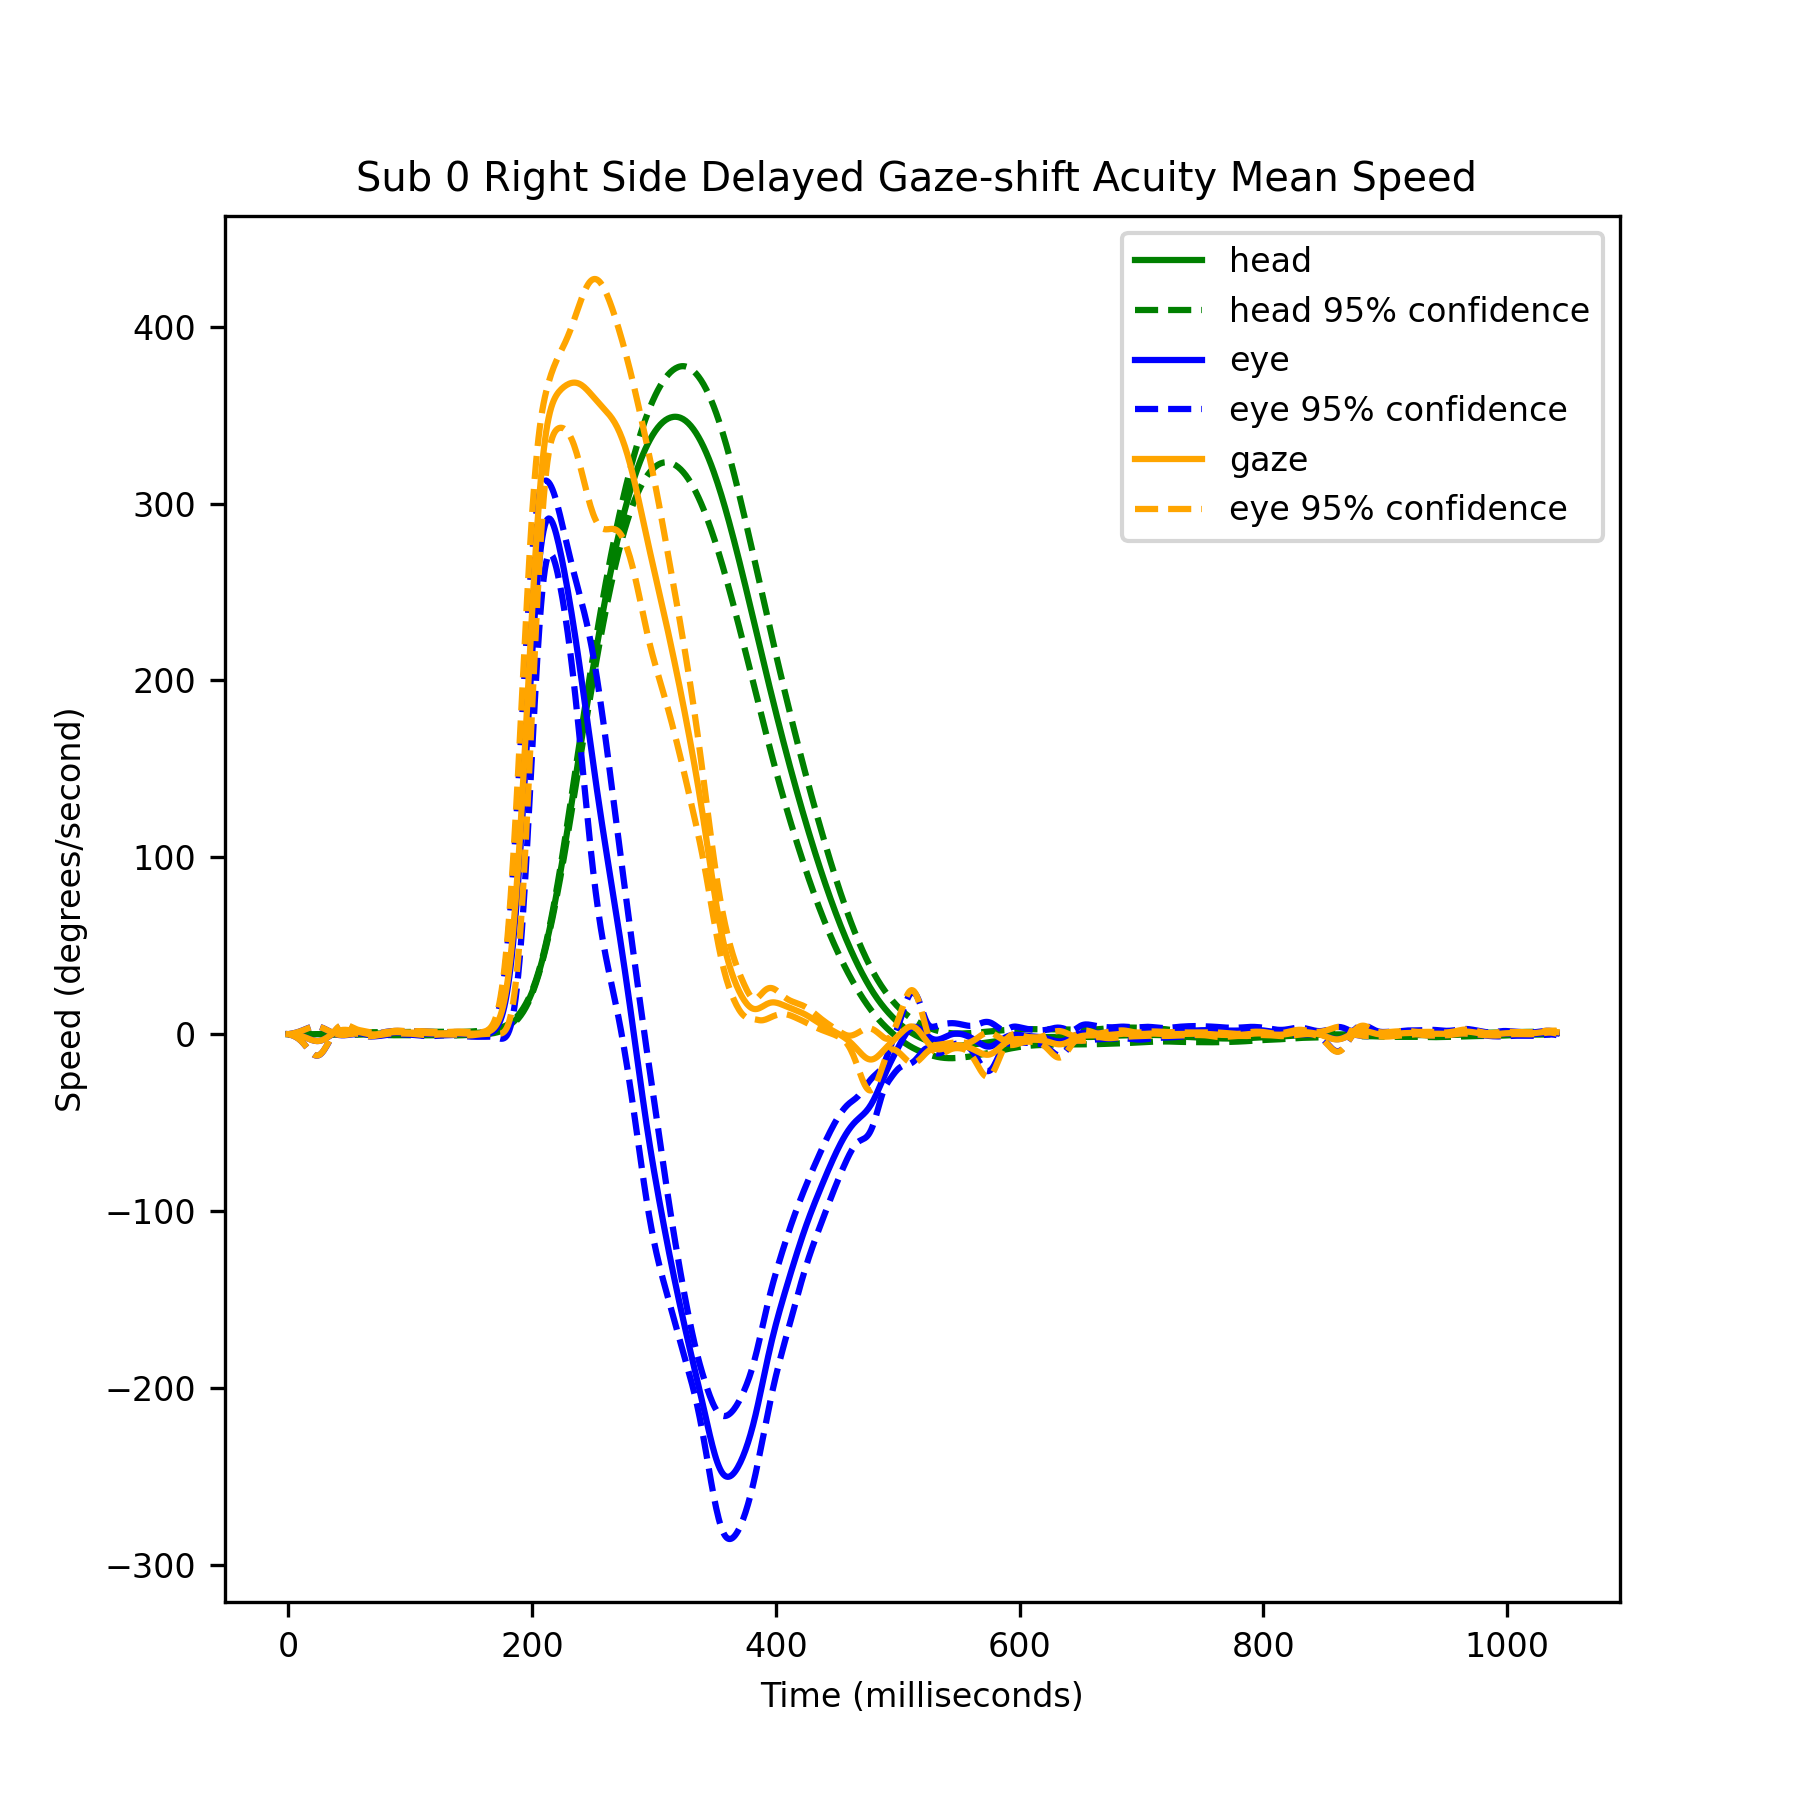 Sub 0 Right Side Delayed Gaze-shift Acuity Mean Speed
head
head 95% confidence
eye
eye 95% confidence
gaze
eye 95% confidence
Speed (degrees/second)
400
300
200
100
0
−100
−200
−300
0 200 400 600 800 1000
Time (milliseconds)